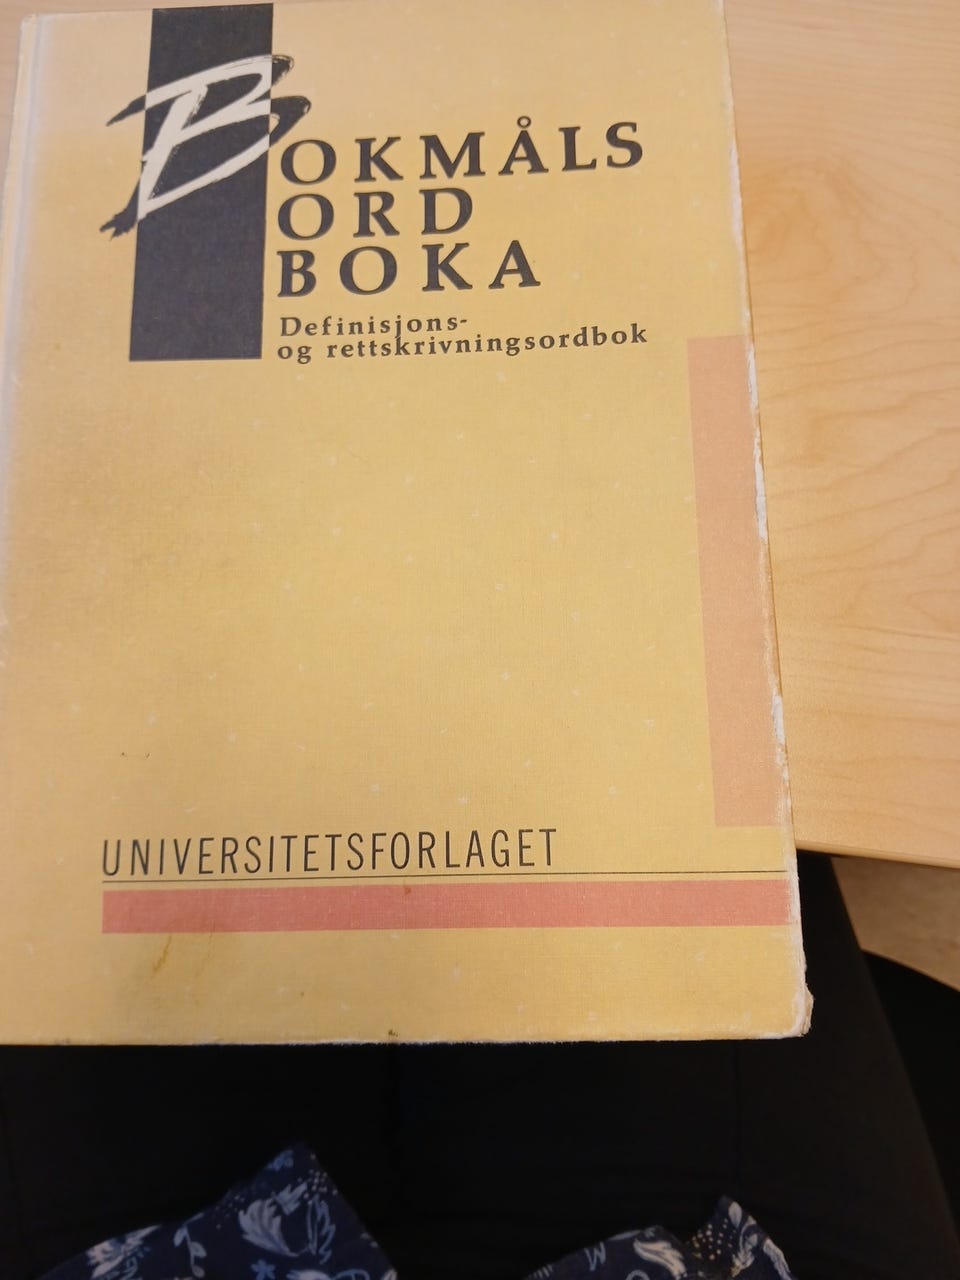 BOKMÅLS
ORD
BOKA
Definisjons-
og rettskrivningsordbok
UNIVERSITETSFORLAGET